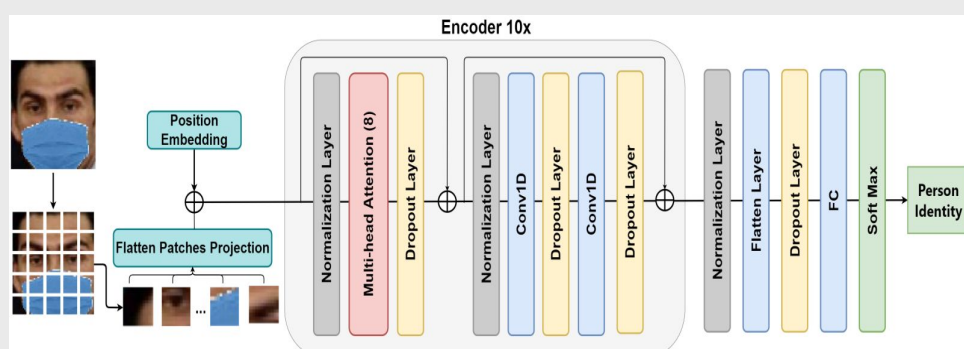 Encoder 10x
Position
Embedding
Flatten Patches Projection
...
Normalization Layer
Multi-head Attention (8)
Dropout Layer
Normalization Layer
Conv1D
Dropout Layer
Conv1D
Dropout Layer
Normalization Layer
Flatten Layer
Dropout Layer
FC
Soft Max
Person
Identity